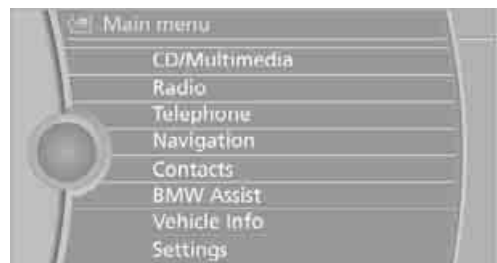 Main menu
CD/Multimedia
Radio
Telephone
Navigation
Contacts
BMW Assist
Vehicle Info
Settings